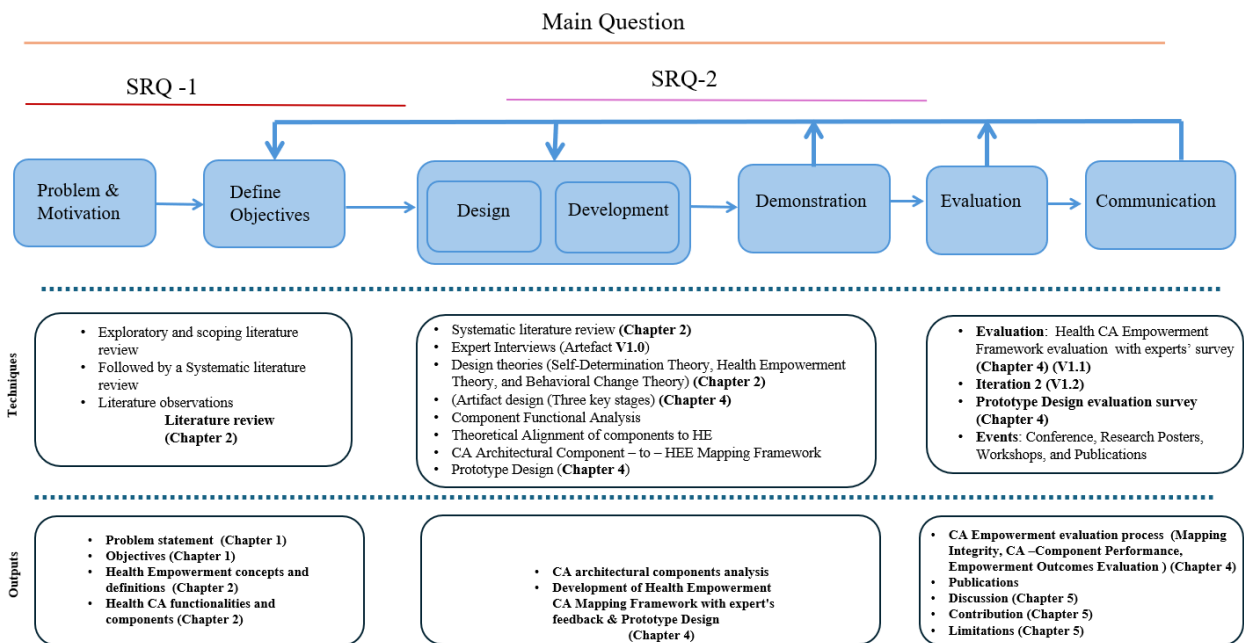 Main Question
SRQ -1
SRQ-2
Problem &
Motivation
Define
Objectives
Design
Development
Demonstration
Evaluation
Communication
Techniques
• Exploratory and scoping literature
review
• Followed by a Systematic literature
review
• Literature observations
Literature review
(Chapter 2)
• Systematic literature review (Chapter 2)
• Expert Interviews (Artefact V1.0)
• Design theories (Self-Determination Theory, Health Empowerment
Theory, and Behavioral Change Theory) (Chapter 2)
• (Artifact design (Three key stages) (Chapter 4)
• Component Functional Analysis
• Theoretical Alignment of components to HE
• CA Architectural Component – to – HEE Mapping Framework
• Prototype Design (Chapter 4)
• Evaluation: Health CA Empowerment
Framework evaluation with experts' survey
(Chapter 4) (V1.1)
• Iteration 2 (V1.2)
• Prototype Design evaluation survey
(Chapter 4)
• Events: Conference, Research Posters,
Workshops, and Publications
Outputs
• Problem statement (Chapter 1)
• Objectives (Chapter 1)
• Health Empowerment concepts and
definitions (Chapter 2)
• Health CA functionalities and
components (Chapter 2)
• CA architectural components analysis
• Development of Health Empowerment
CA Mapping Framework with expert's
feedback & Prototype Design
(Chapter 4)
• CA Empowerment evaluation process (Mapping
Integrity, CA –Component Performance,
Empowerment Outcomes Evaluation ) (Chapter 4)
• Publications
• Discussion (Chapter 5)
• Contribution (Chapter 5)
• Limitations (Chapter 5)